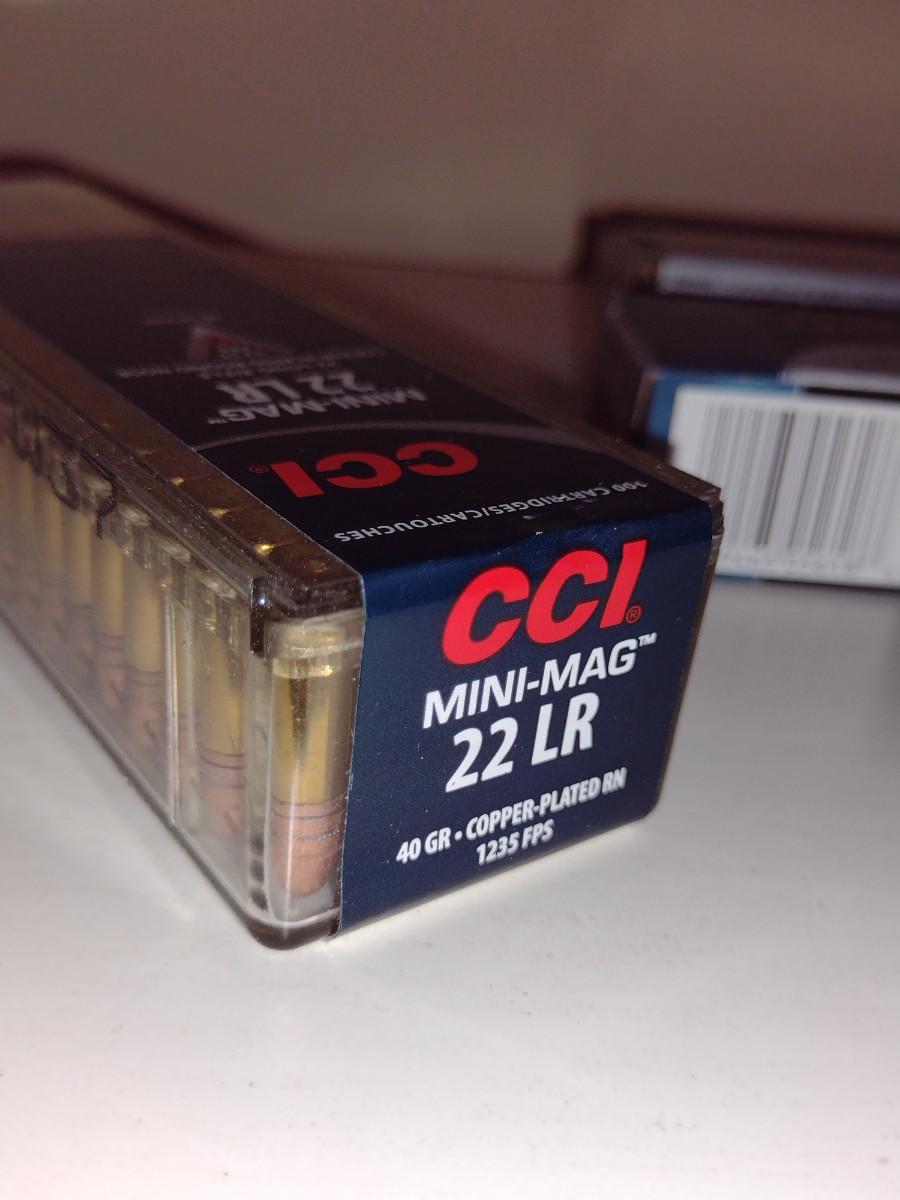 MINI-MAG™
22 LR
CCI®
100 CARTRIDGES/CARTOUCHES
CCI®
MINI-MAG™
22 LR
40 GR • COPPER-PLATED RN
1235 FPS